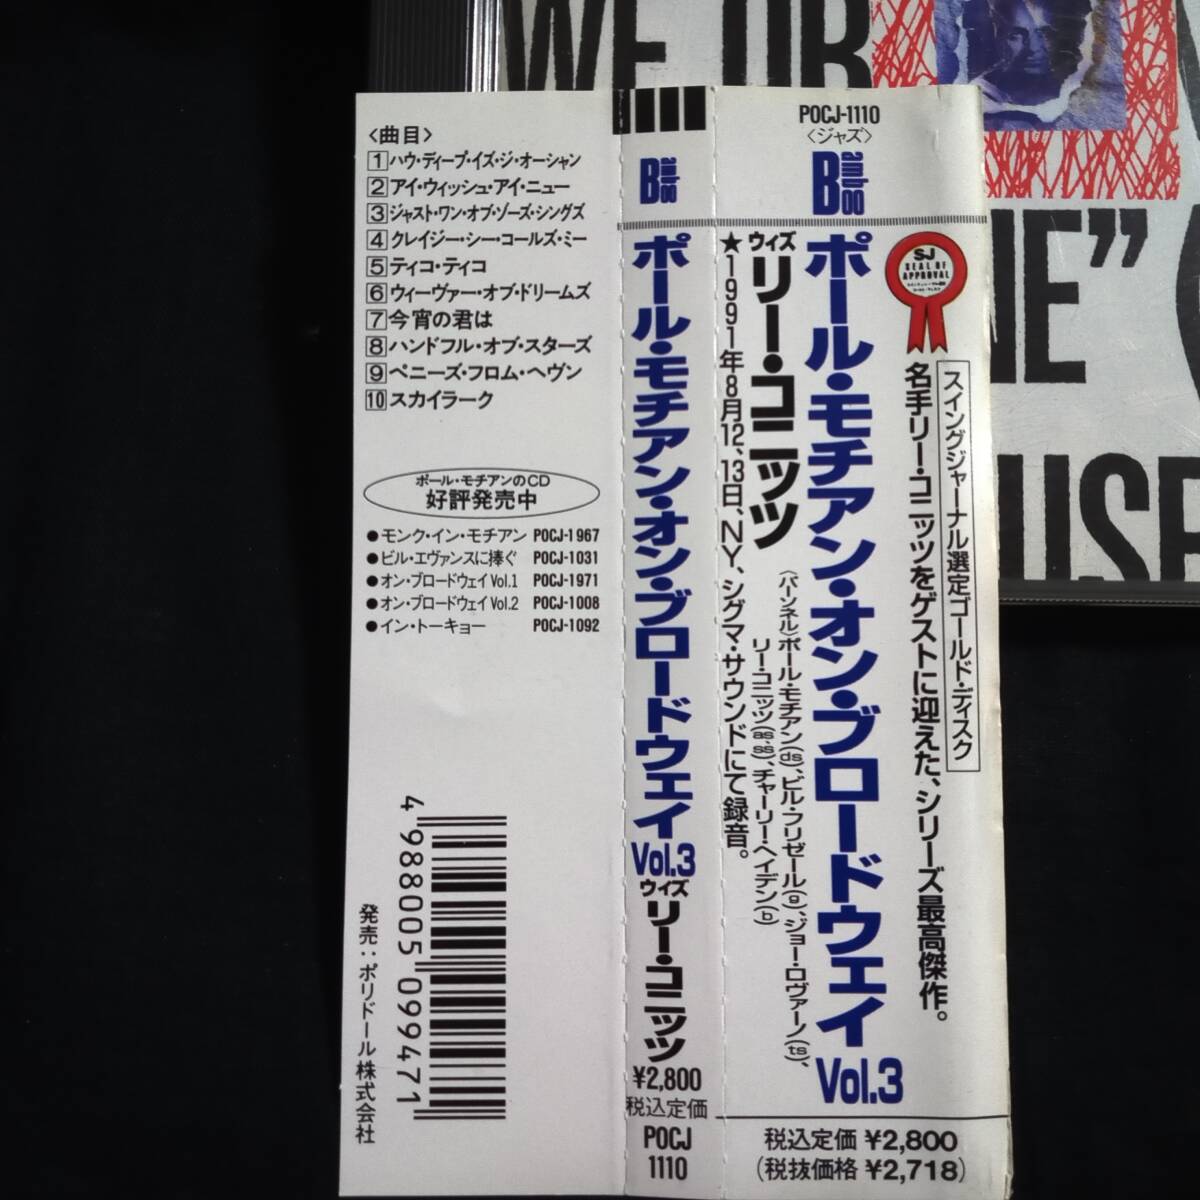 WE OR
NE”
USE
〈曲目〉
1 ハウ・ディープ・イズ・ジ・オーシャン
2 アイ・ウィッシュ・アイ・ニュー
3 ジャスト・ワン・オブ・ゾーズ・シングズ
4 クレイジー・シー・コールズ・ミー
5 ティコ・ティコ
6 ウィーヴァー・オブ・ドリームズ
7 今宵の君は
8 ハンドフル・オブ・スターズ
9 ペニーズ・フロム・ヘヴン
10 スカイラーク
ポール・モチアンのCD
好評発売中
●モンク・イン・モチアン POCJ-1967
●ビル・エヴァンスに捧ぐ POCJ-1031
●オン・ブロードウェイ Vol.1 POCJ-1971
●オン・ブロードウェイ Vol.2 POCJ-1008
●イン・トーキョー POCJ-1092
4 988005 099471
発売：ポリドール株式会社
Bamboo
ポール・モチアン・オン・ブロードウェイ Vol.3
ウィズ
リー・コニッツ
¥2,800
税込定価
POCJ
1110
POCJ-1110
〈ジャズ〉
Bamboo
SJ
SEAL OF
APPROVAL
スイングジャーナル選定ゴールド・ディスク
名手リー・コニッツをゲストに迎えた、シリーズ最高傑作。
ポール・モチアン・オン・ブロードウェイ Vol.3
ウィズ
リー・コニッツ
〈パーソネル〉ポール・モチアン(ds)、ビル・フリゼール(g)、ジョー・ロヴァーノ(ts)、
リー・コニッツ(as,ss)、チャーリー・ヘイデン(b)
★1991年8月12、13日、NY、シグマ・サウンドにて録音。
税込定価 ¥2,800
(税抜価格 ¥2,718)